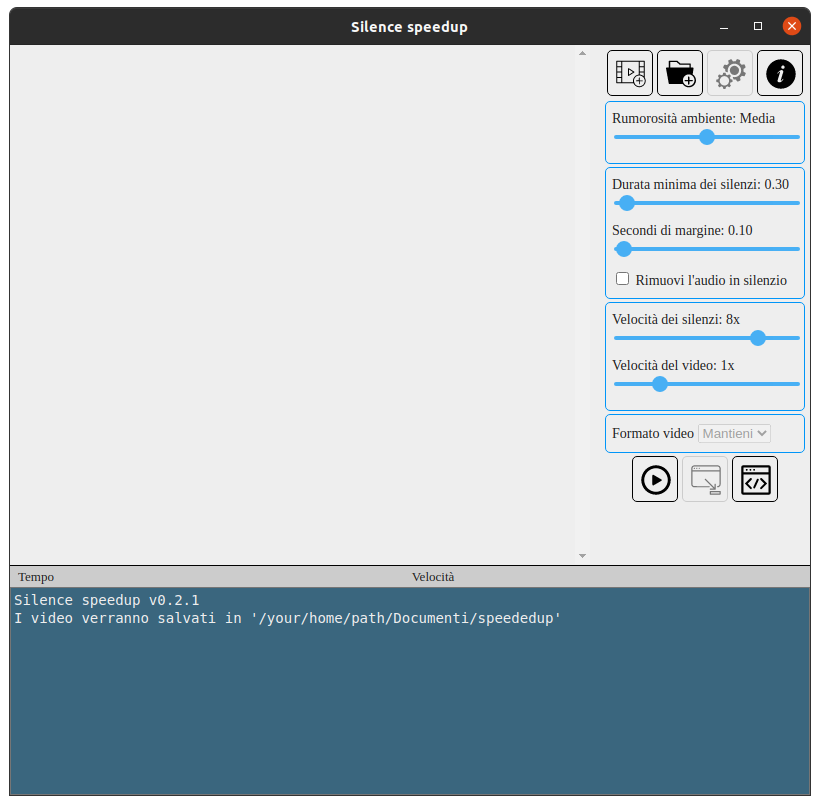 Silence speedup
Rumorosità ambiente: Media
Durata minima dei silenzi: 0.30
Secondi di margine: 0.10
Rimuovi l'audio in silenzio
Velocità dei silenzi: 8x
Velocità del video: 1x
Formato video Mantieni
Tempo Velocità
Silence speedup v0.2.1
I video verranno salvati in '/your/home/path/Documenti/speededup'